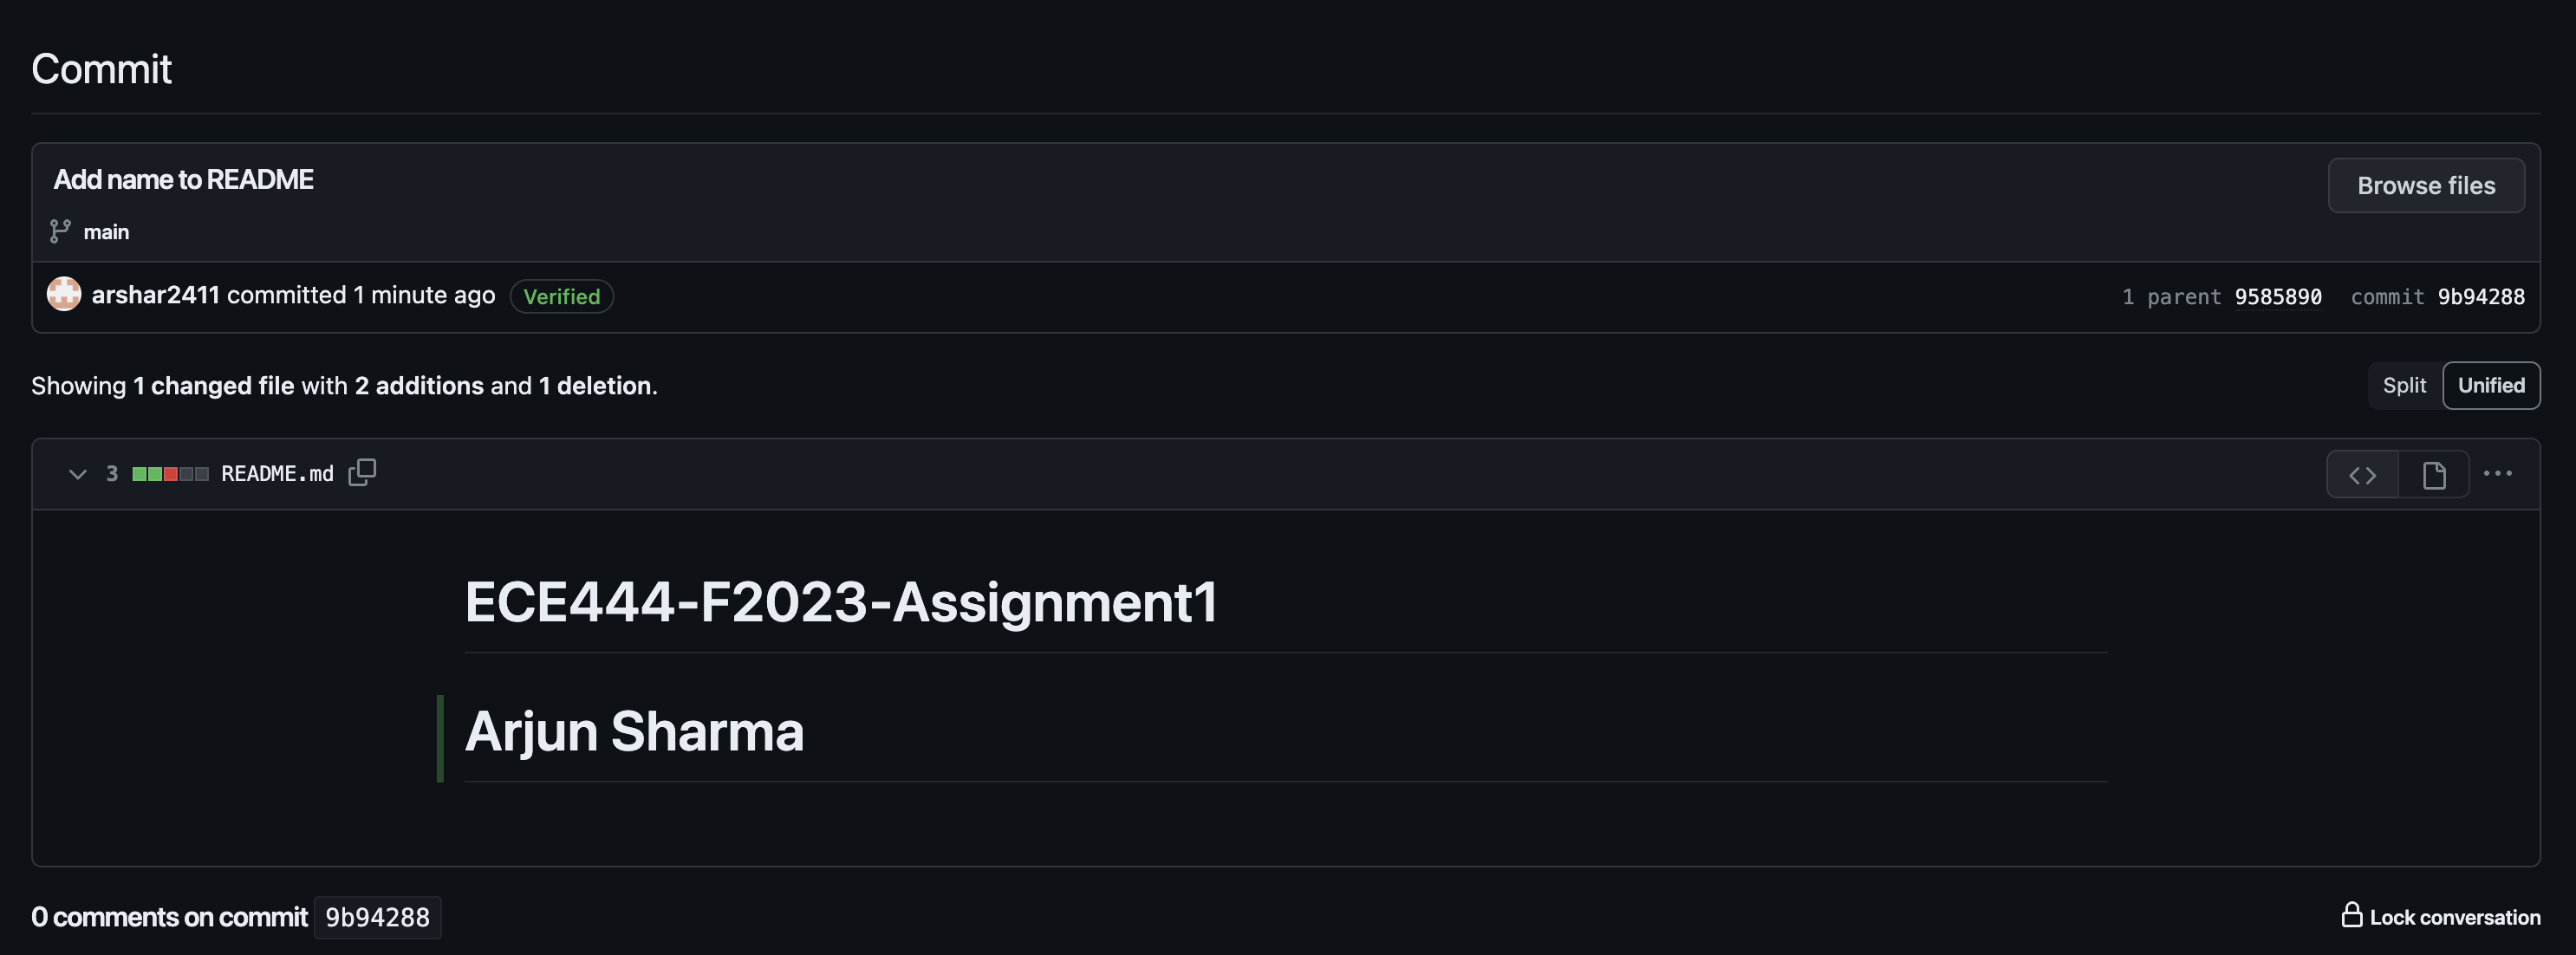 Commit
Add name to README
Browse files
main
arshar2411 committed 1 minute ago Verified
1 parent 9585890 commit 9b94288
Showing 1 changed file with 2 additions and 1 deletion.
Split Unified
3 README.md
ECE444-F2023-Assignment1
Arjun Sharma
0 comments on commit 9b94288
Lock conversation